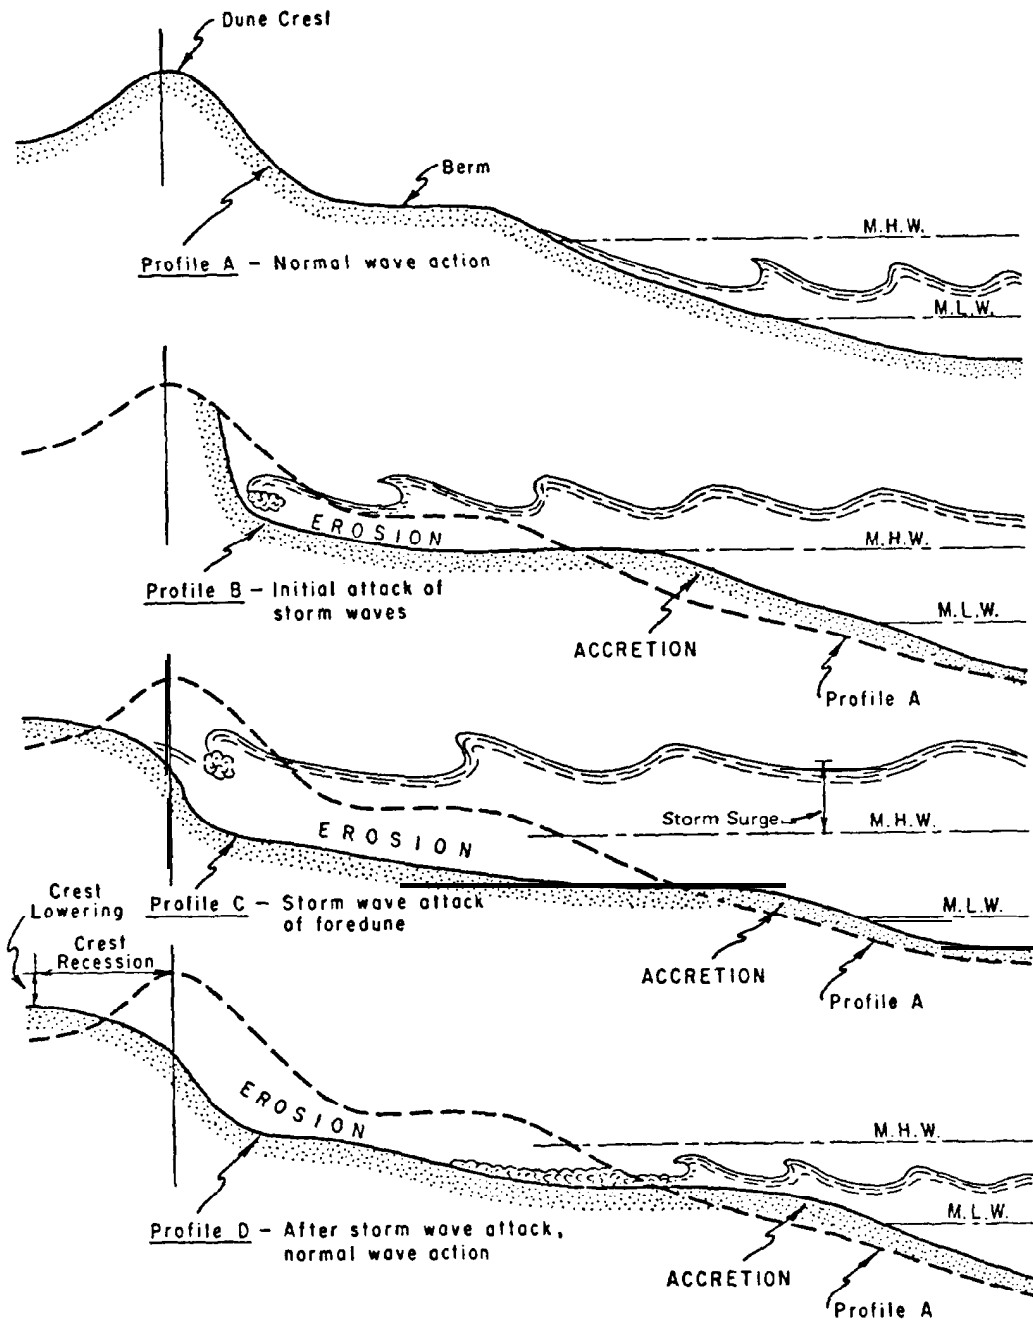 Dune Crest
Berm
M.H.W.
Profile A – Normal wave action
M.L.W.
EROSION
M.H.W.
Profile B – Initial attack of
storm waves
M.L.W.
ACCRETION
Profile A
Storm Surge
M.H.W.
EROSION
Crest
Lowering
Profile C – Storm wave attack
of foredune
M.L.W.
Crest
Recession
ACCRETION
Profile A
EROSION
M.H.W.
M.L.W.
Profile D – After storm wave attack,
normal wave action
ACCRETION
Profile A